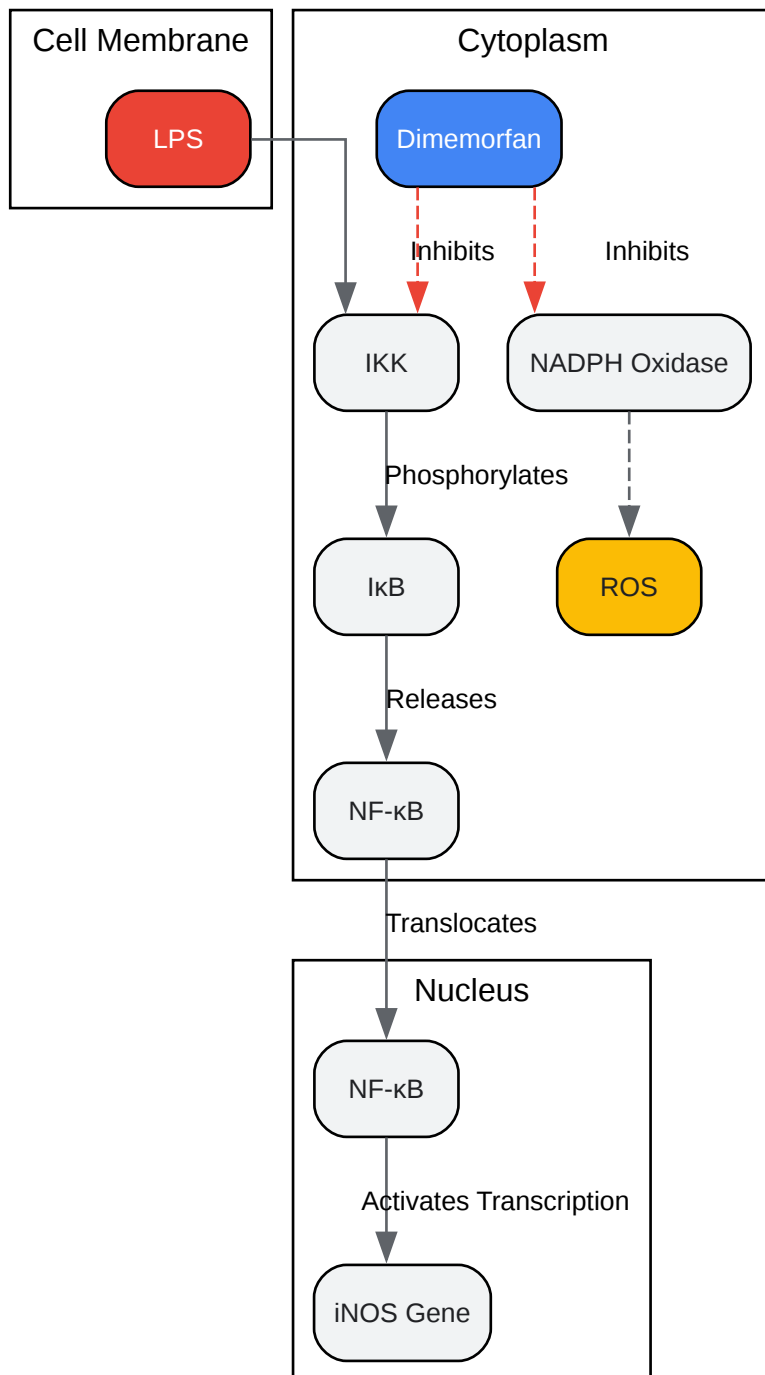 Cell Membrane
Cytoplasm
LPS
Dimemorfan
Inhibits
Inhibits
IKK
NADPH Oxidase
Phosphorylates
IκB
ROS
Releases
NF-κB
Translocates
Nucleus
NF-κB
Activates Transcription
iNOS Gene